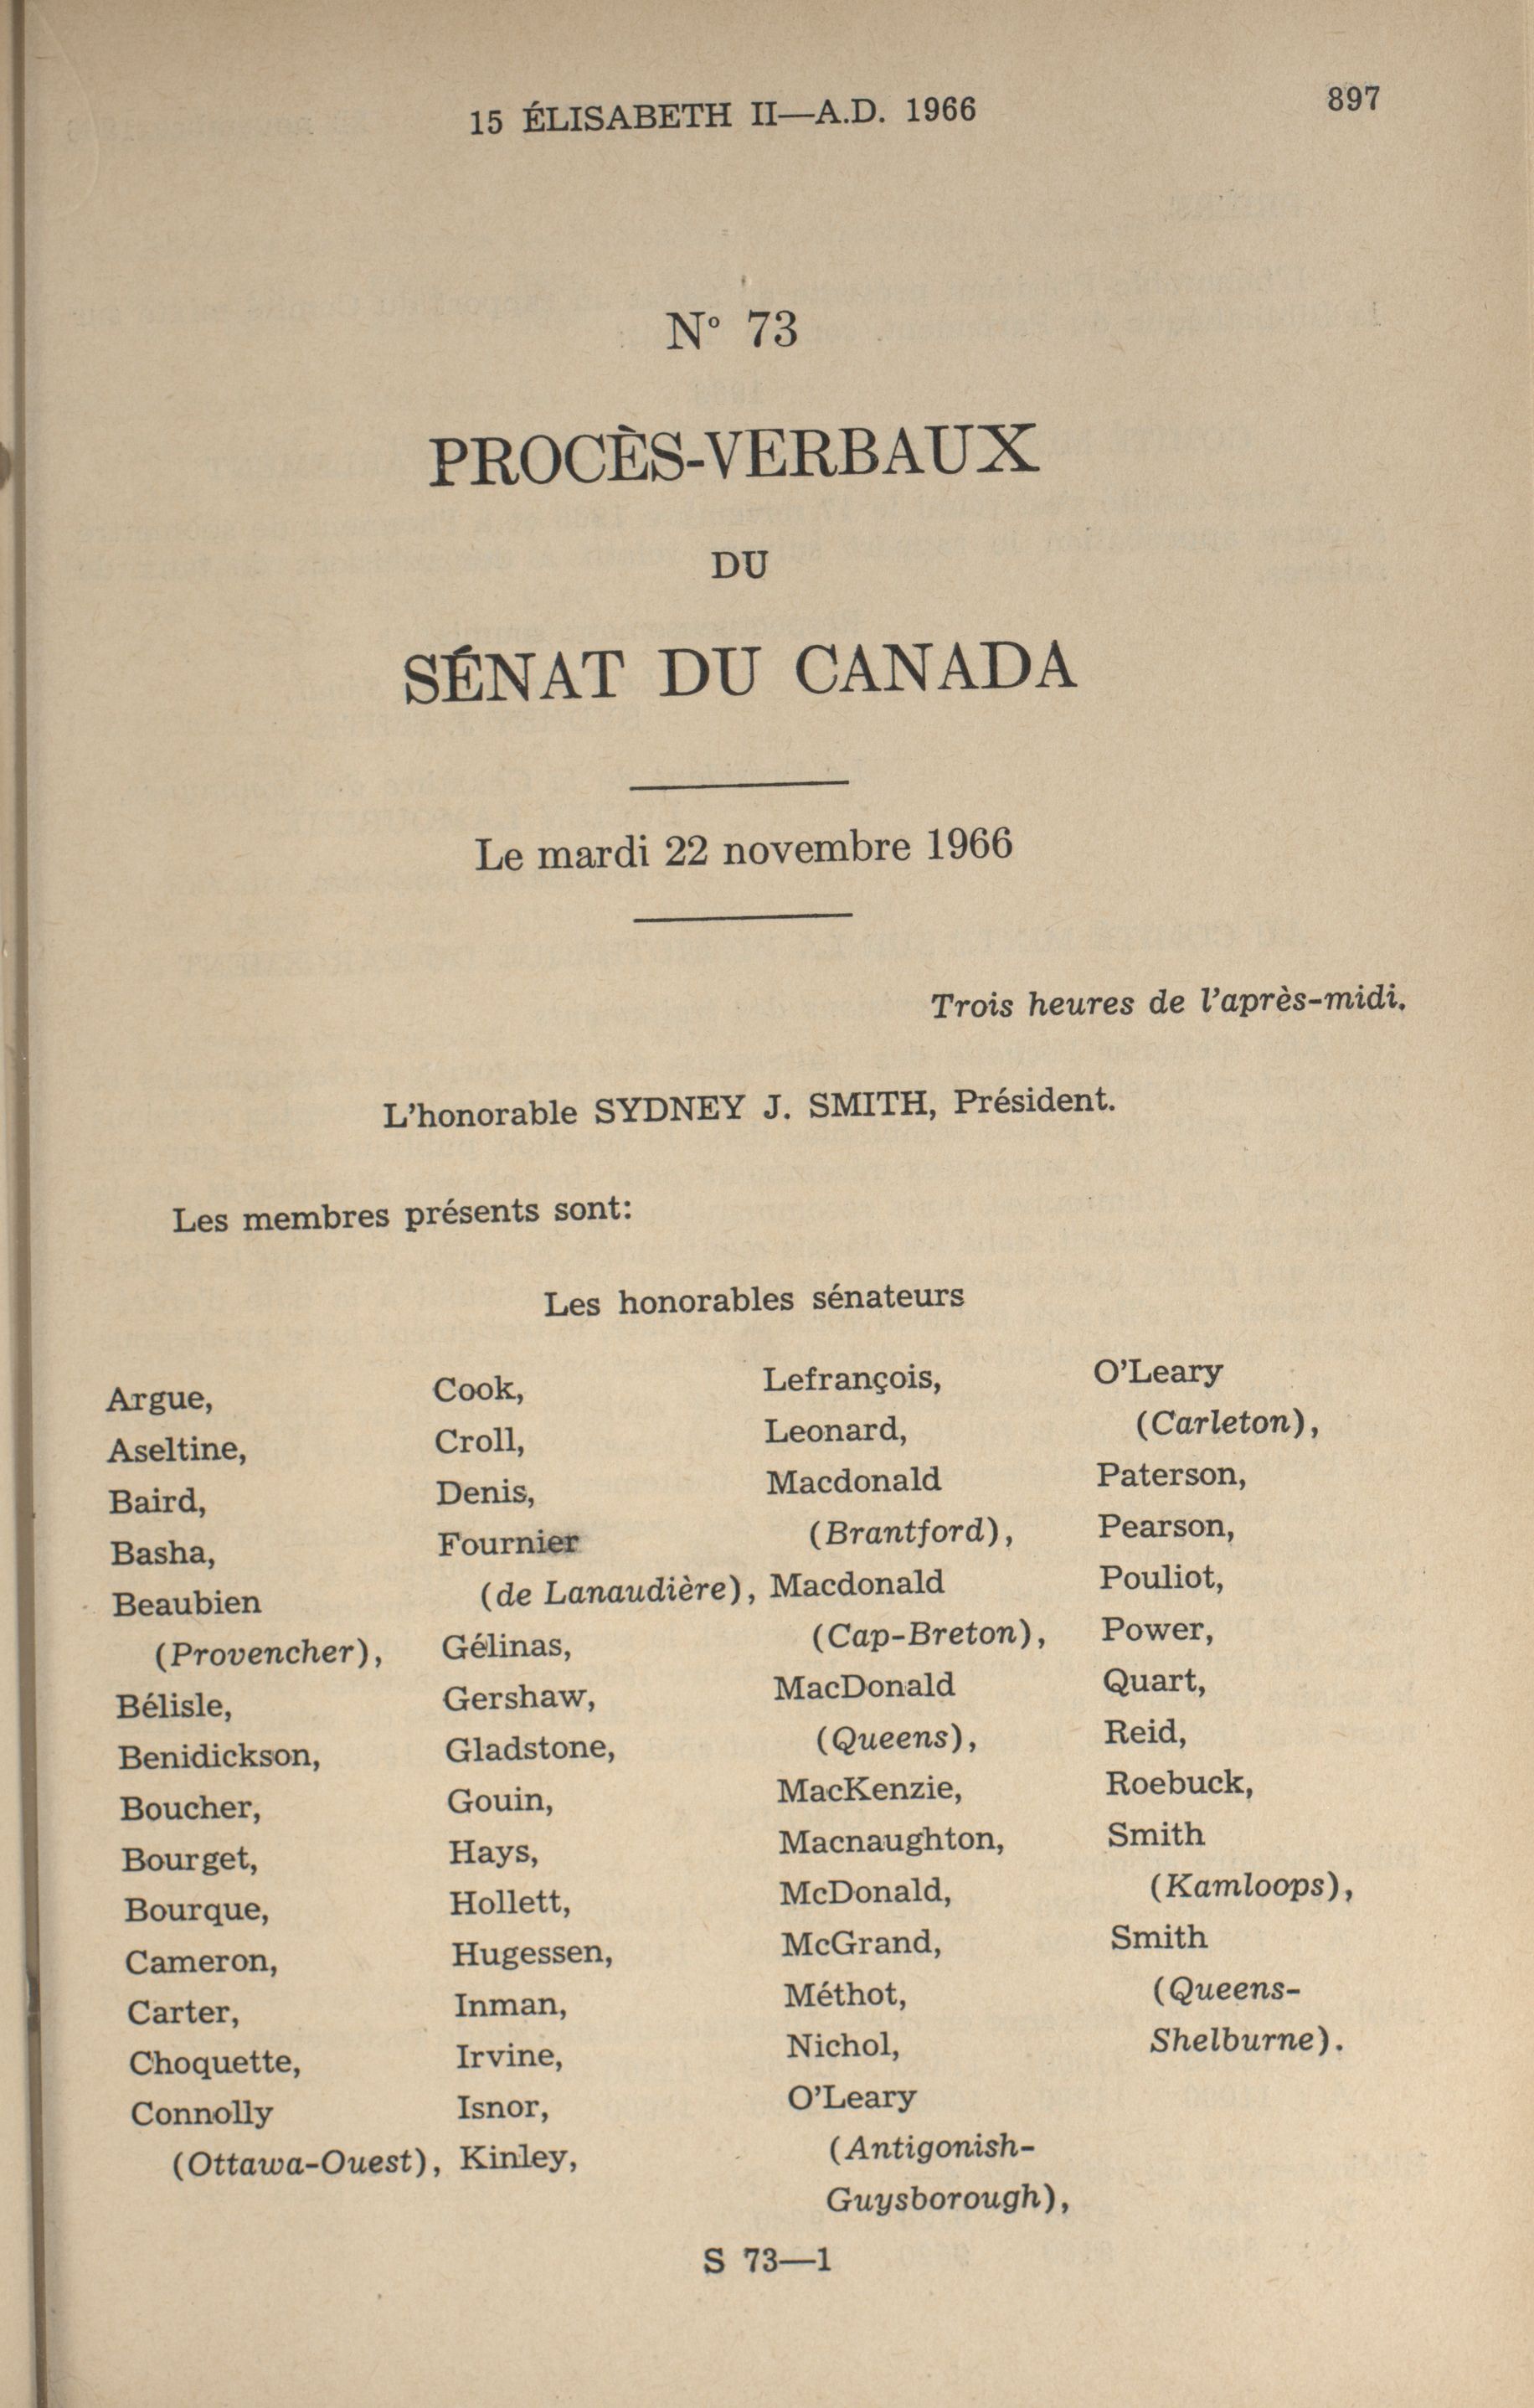 15 ÉLISABETH II—A.D. 1966
897
N° 73
PROCÈS-VERBAUX
DU
SÉNAT DU CANADA
Le mardi 22 novembre 1966
Trois heures de l'après-midi.
L'honorable SYDNEY J. SMITH, Président.
Les membres présents sont:
Les honorables sénateurs
Argue,
Aseltine,
Baird,
Basha,
Beaubien
(Provencher),
Bélisle,
Benidickson,
Boucher,
Bourget,
Bourque,
Cameron,
Carter,
Choquette,
Connolly
(Ottawa-Ouest),
Cook,
Croll,
Denis,
Fournier
(de Lanaudière),
Gélinas,
Gershaw,
Gladstone,
Gouin,
Hays,
Hollett,
Hugessen,
Inman,
Irvine,
Isnor,
Kinley,
Lefrançois,
Leonard,
Macdonald
(Brantford),
Macdonald
(Cap-Breton),
MacDonald
(Queens),
MacKenzie,
Macnaughton,
McDonald,
McGrand,
Méthot,
Nichol,
O'Leary
(Antigonish-
Guysborough),
O'Leary
(Carleton),
Paterson,
Pearson,
Pouliot,
Power,
Quart,
Reid,
Roebuck,
Smith
(Kamloops),
Smith
(Queens-
Shelburne).
S 73—1